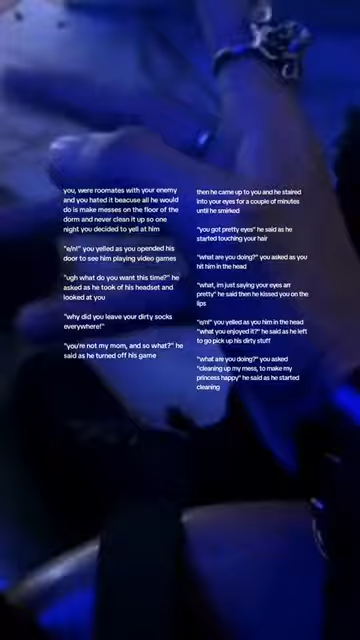 you, were roomates with your enemy
and you hated it beacuse all he would
do is make messes on the floor of the
dorm and never clean it up so one
night you decided to yell at him
"e/n!" you yelled as you opended his
door to see him playing video games
"ugh what do you want this time?" he
asked as he took of his headset and
looked at you
"why did you leave your dirty socks
everywhere!"
"you're not my mom, and so what?" he
said as he turned off his game
then he came up to you and he staired
into your eyes for a couple of minutes
until he smirked
"you got pretty eyes" he said as he
started touching your hair
"what are you doing?" you asked as you
hit him in the head
"what, im just saying your eyes arr
pretty" he said then he kissed you on the
lips
"e/n!" you yelled as you him in the head
"what you enjoyed it?" he said as he left
to go pick up his dirty stuff
"what are you doing?" you asked
"cleaning up my mess, to make my
princess happy" he said as he started
cleaning